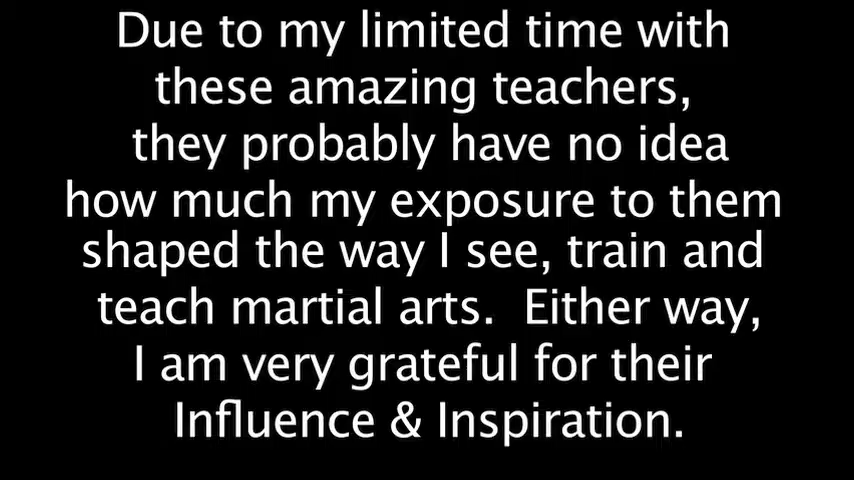 Due to my limited time with
these amazing teachers,
they probably have no idea
how much my exposure to them
shaped the way I see, train and
teach martial arts.  Either way,
I am very grateful for their
Influence & Inspiration.